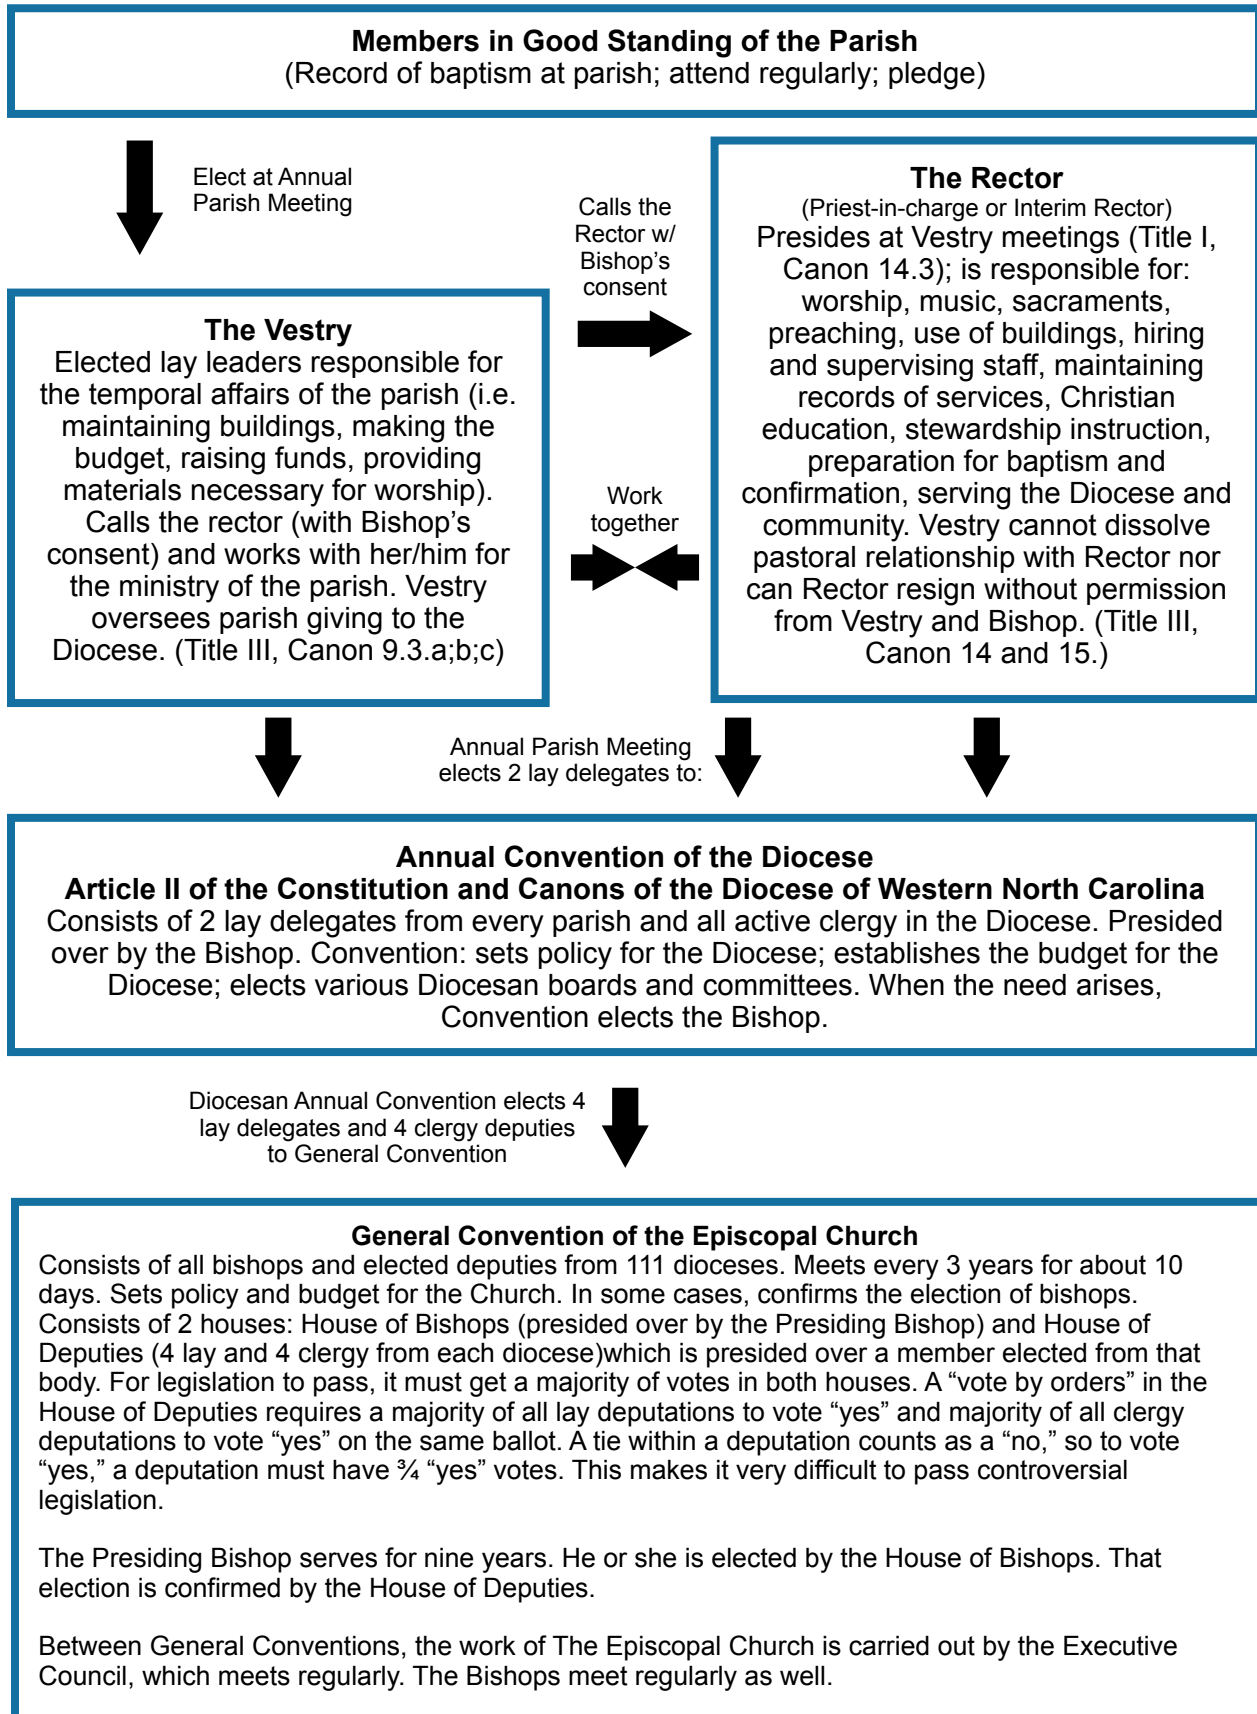 Members in Good Standing of the Parish
(Record of baptism at parish; attend regularly; pledge)
Elect at Annual
Parish Meeting
Calls the
Rector w/
Bishop’s
consent
The Rector
(Priest-in-charge or Interim Rector)
Presides at Vestry meetings (Title I,
Canon 14.3); is responsible for:
worship, music, sacraments,
preaching, use of buildings, hiring
and supervising staff, maintaining
records of services, Christian
education, stewardship instruction,
preparation for baptism and
confirmation, serving the Diocese and
community. Vestry cannot dissolve
pastoral relationship with Rector nor
can Rector resign without permission
from Vestry and Bishop. (Title III,
Canon 14 and 15.)
The Vestry
Elected lay leaders responsible for
the temporal affairs of the parish (i.e.
maintaining buildings, making the
budget, raising funds, providing
materials necessary for worship).
Calls the rector (with Bishop’s
consent) and works with her/him for
the ministry of the parish. Vestry
oversees parish giving to the
Diocese. (Title III, Canon 9.3.a;b;c)
Work
together
Annual Parish Meeting
elects 2 lay delegates to:
Annual Convention of the Diocese
Article II of the Constitution and Canons of the Diocese of Western North Carolina
Consists of 2 lay delegates from every parish and all active clergy in the Diocese. Presided
over by the Bishop. Convention: sets policy for the Diocese; establishes the budget for the
Diocese; elects various Diocesan boards and committees. When the need arises,
Convention elects the Bishop.
Diocesan Annual Convention elects 4
lay delegates and 4 clergy deputies
to General Convention
General Convention of the Episcopal Church
Consists of all bishops and elected deputies from 111 dioceses. Meets every 3 years for about 10
days. Sets policy and budget for the Church. In some cases, confirms the election of bishops.
Consists of 2 houses: House of Bishops (presided over by the Presiding Bishop) and House of
Deputies (4 lay and 4 clergy from each diocese)which is presided over a member elected from that
body. For legislation to pass, it must get a majority of votes in both houses. A “vote by orders” in the
House of Deputies requires a majority of all lay deputations to vote “yes” and majority of all clergy
deputations to vote “yes” on the same ballot. A tie within a deputation counts as a “no,” so to vote
“yes,” a deputation must have ¾ “yes” votes. This makes it very difficult to pass controversial
legislation.
The Presiding Bishop serves for nine years. He or she is elected by the House of Bishops. That
election is confirmed by the House of Deputies.
Between General Conventions, the work of The Episcopal Church is carried out by the Executive
Council, which meets regularly. The Bishops meet regularly as well.